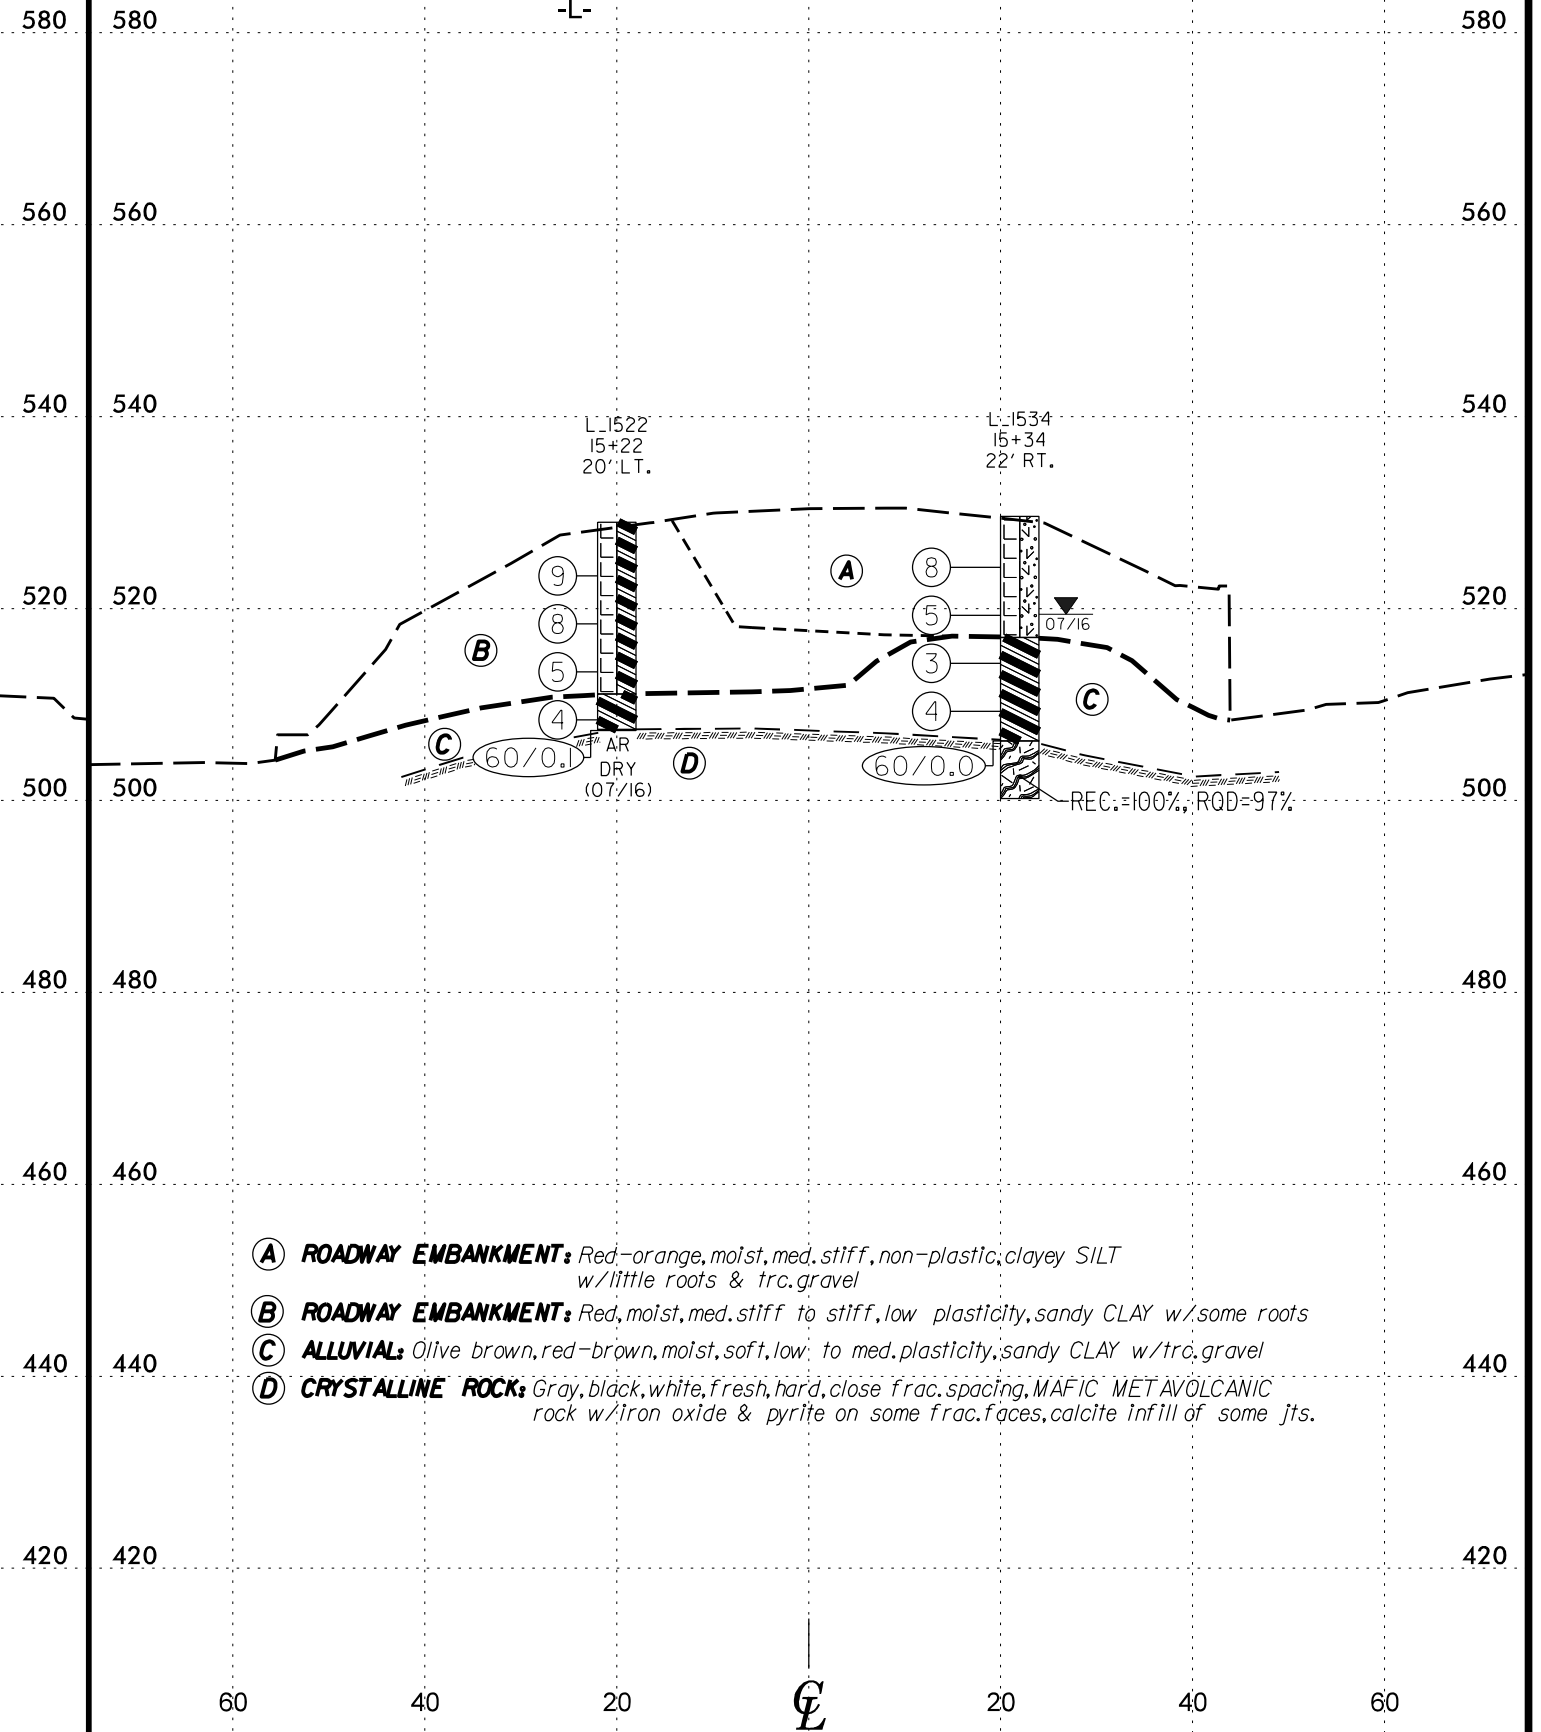 -L-
580 580 580
560 560 560
540 540 540
L_1522
15+22
20' LT.
L_1534
15+34
22' RT.
A 8
9
520 520 520
5
07/16
8
B
3
5
C
4
4
C
60/0.1
AR
DRY
(07/16)
D
60/0.0
500 500 500
REC.=100%, RQD=97%
480 480 480
460 460 460
A ROADWAY EMBANKMENT: Red-orange, moist, med. stiff, non-plastic, clayey SILT
w/little roots & trc. gravel
B ROADWAY EMBANKMENT: Red, moist, med. stiff to stiff, low plasticity, sandy CLAY w/some roots
C ALLUVIAL: Olive brown, red-brown, moist, soft, low to med. plasticity, sandy CLAY w/trc. gravel
440 440 440
D CRYSTALLINE ROCK: Gray, black, white, fresh, hard, close frac. spacing, MAFIC METAVOLCANIC
rock w/iron oxide & pyrite on some frac. faces, calcite infill of some jts.
420 420 420
60 40 20 CL 20 40 60